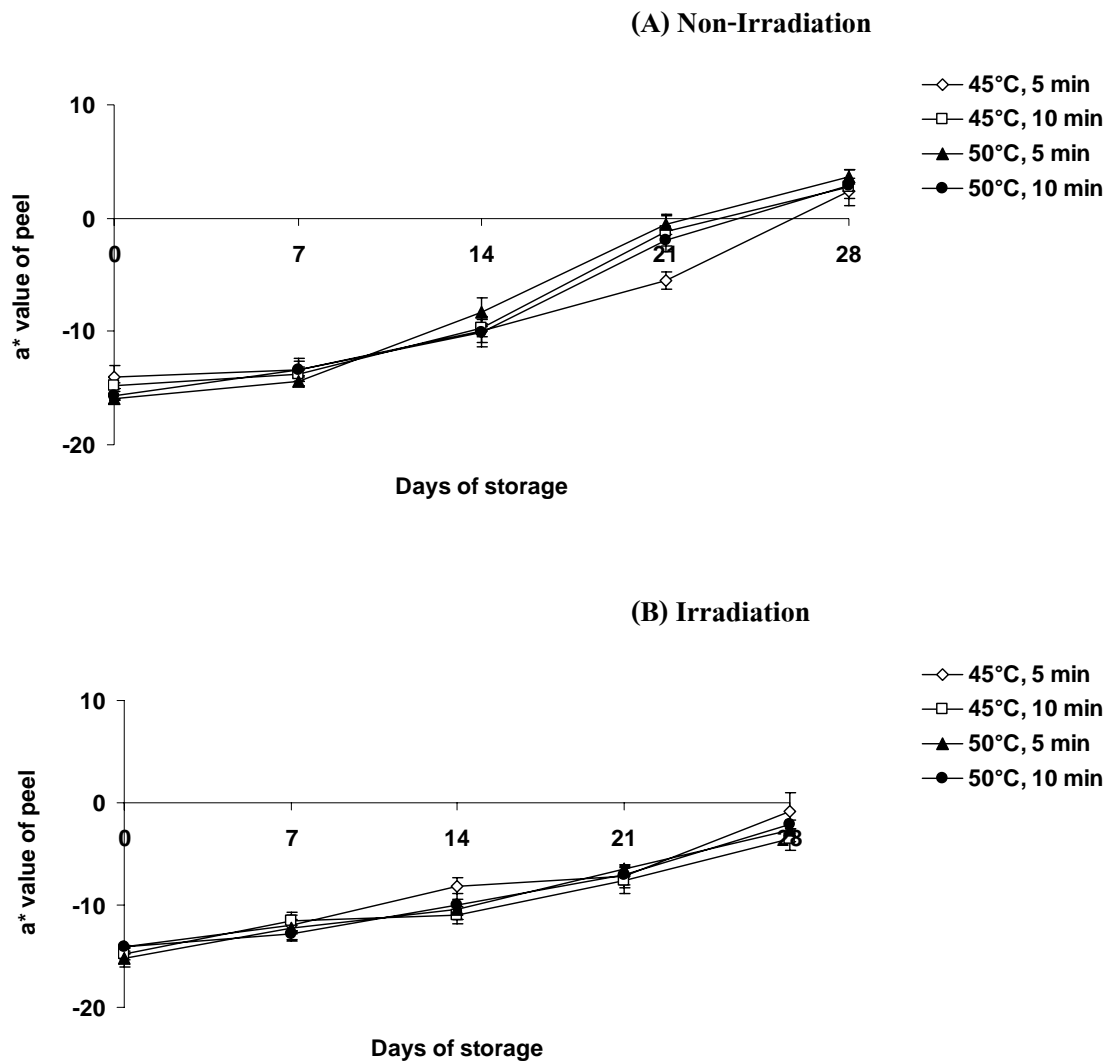 (A) Non-Irradiation
45°C, 5 min
45°C, 10 min
50°C, 5 min
50°C, 10 min
10
0
-10
-20
a* value of peel
0 7 14 21 28
Days of storage
(B) Irradiation
45°C, 5 min
45°C, 10 min
50°C, 5 min
50°C, 10 min
10
0
-10
-20
a* value of peel
0 7 14 21 28
Days of storage